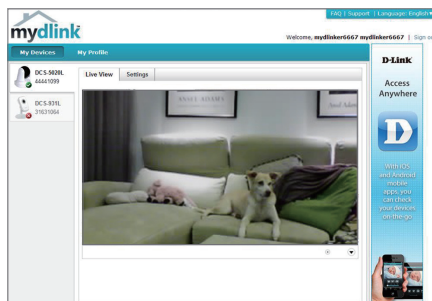 FAQ | Support | Language: English
mydlink
Welcome, mydlinker6667 mydlinker6667 | Sign
My Devices
My Profile
DCS-5020L
44441099
DCS-931L
31631064
Live View
Settings
ANSEL ADAMS
D-Link
Access
Anywhere
D
With iOS
and Android
mobile
apps, you
can check
your devices
on-the-go